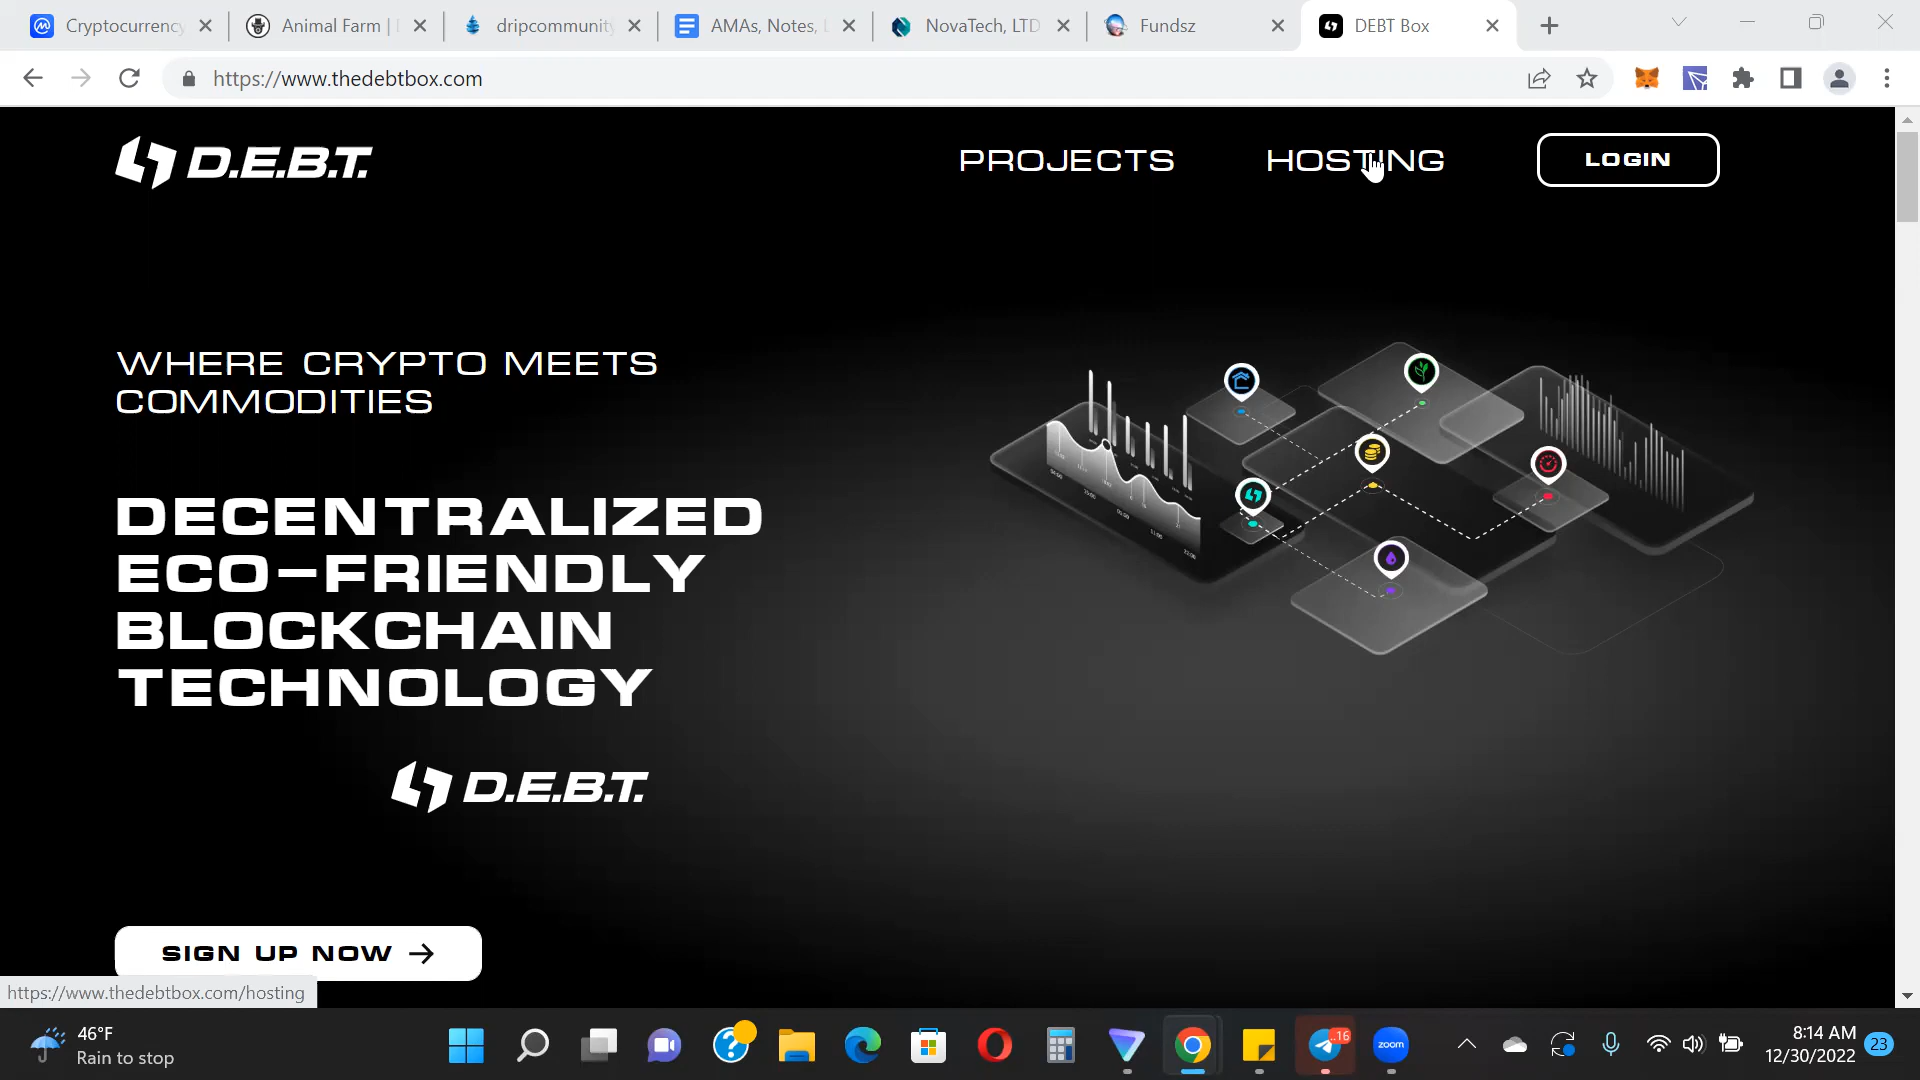 Cryptocurrency
Animal Farm |
dripcommunity
AMAs, Notes,
NovaTech, LTD
Fundsz
DEBT Box
https://www.thedebtbox.com
D.E.B.T.
PROJECTS
HOSTING
LOGIN
WHERE CRYPTO MEETS
COMMODITIES
DECENTRALIZED
ECO-FRIENDLY
BLOCKCHAIN
TECHNOLOGY
D.E.B.T.
SIGN UP NOW →
https://www.thedebtbox.com/hosting
46°F
Rain to stop
..16
zoom
8:14 AM
12/30/2022
23